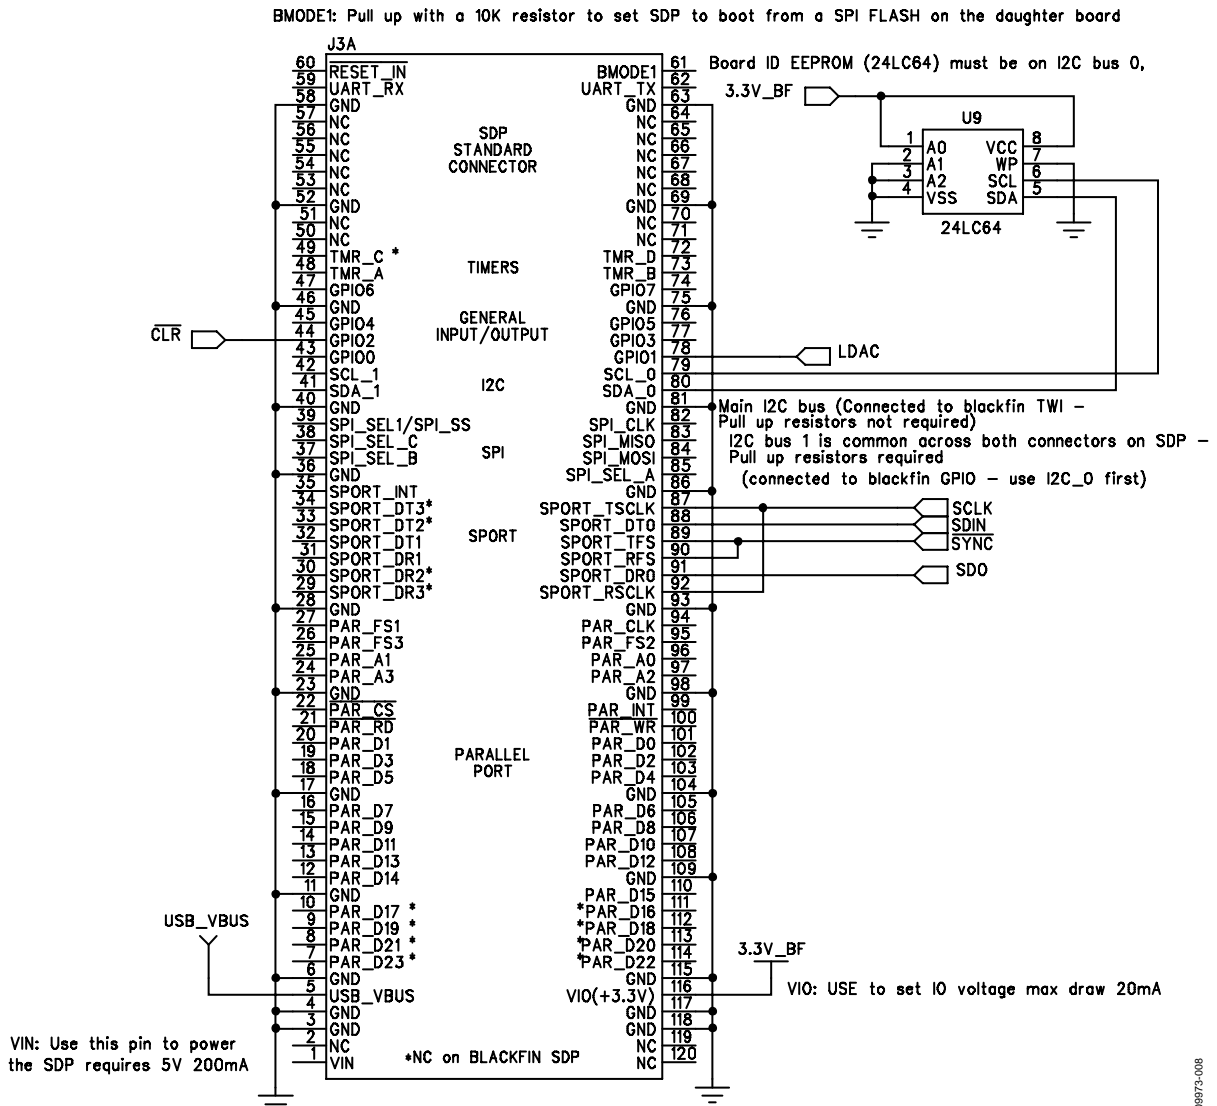 BMODE1: Pull up with a 10K resistor to set SDP to boot from a SPI FLASH on the daughter board
J3A
Board ID EEPROM (24LC64) must be on I2C bus 0,
60 RESET_IN BMODE1 61
59 UART_RX UART_TX 62
58 GND GND 63
57 NC NC 64
56 NC NC 65
55 NC NC 66
54 NC NC 67
53 NC NC 68
52 GND GND 69
51 NC NC 70
50 NC NC 71
49 TMR_C * TMR_D 72
48 TMR_A TMR_B 73
47 GPIO6 GPIO7 74
46 GND GND 75
45 GPIO4 GPIO5 76
44 GPIO2 GPIO3 77
43 GPIO0 GPIO1 78
42 SCL_1 SCL_0 79
41 SDA_1 SDA_0 80
40 GND GND 81
39 SPI_SEL1/SPI_SS SPI_CLK 82
38 SPI_SEL_C SPI_MISO 83
37 SPI_SEL_B SPI_MOSI 84
36 GND SPI_SEL_A 85
35 SPORT_INT GND 86
34 SPORT_DT3* SPORT_TSCLK 87
33 SPORT_DT2* SPORT_DT0 88
32 SPORT_DT1 SPORT_TFS 89
31 SPORT_DR1 SPORT_RFS 90
30 SPORT_DR2* SPORT_DR0 91
29 SPORT_DR3* SPORT_RSCLK 92
28 GND GND 93
27 PAR_FS1 PAR_CLK 94
26 PAR_FS3 PAR_FS2 95
25 PAR_A1 PAR_A0 96
24 PAR_A3 PAR_A2 97
23 GND GND 98
22 PAR_CS PAR_INT 99
21 PAR_RD PAR_WR 100
20 PAR_D1 PAR_D0 101
19 PAR_D3 PAR_D2 102
18 PAR_D5 PAR_D4 103
17 GND GND 104
16 PAR_D7 PAR_D6 105
15 PAR_D9 PAR_D8 106
14 PAR_D11 PAR_D10 107
13 PAR_D13 PAR_D12 108
12 PAR_D14 GND 109
11 GND PAR_D15 110
10 PAR_D17 * *PAR_D16 111
9 PAR_D19 * *PAR_D18 112
8 PAR_D21 * *PAR_D20 113
7 PAR_D23 * *PAR_D22 114
6 GND GND 115
5 USB_VBUS VIO(+3.3V) 116
4 GND GND 117
3 GND GND 118
2 NC NC 119
1 VIN NC 120
SDP
STANDARD
CONNECTOR
TIMERS
GENERAL
INPUT/OUTPUT
I2C
SPI
SPORT
PARALLEL
PORT
*NC on BLACKFIN SDP
3.3V_BF
U9
1 A0 VCC 8
2 A1 WP 7
3 A2 SCL 6
4 VSS SDA 5
24LC64
CLR
LDAC
Main I2C bus (Connected to blackfin TWI –
Pull up resistors not required)
I2C bus 1 is common across both connectors on SDP –
Pull up resistors required
(connected to blackfin GPIO – use I2C_0 first)
SCLK
SDIN
SYNC
SDO
USB_VBUS
3.3V_BF
VIO: USE to set IO voltage max draw 20mA
VIN: Use this pin to power
the SDP requires 5V 200mA
09973-008